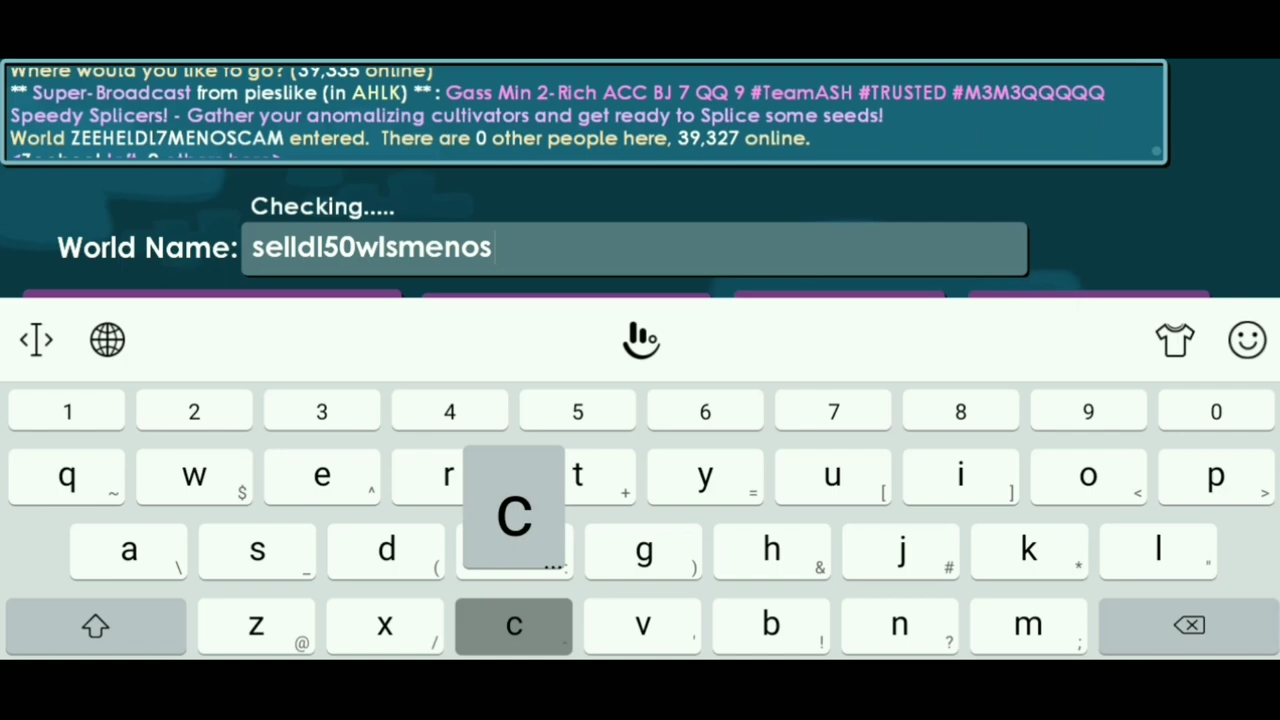 Where would you like to go? (39,335 online)
** Super-Broadcast from pieslike (in AHLK) ** : Gass Min 2-Rich ACC BJ 7 QQ 9 #TeamASH #TRUSTED #M3M3QQQQQ
Speedy Splicers! - Gather your anomalizing cultivators and get ready to Splice some seeds!
World ZEEHELDL7MENOSCAM entered. There are 0 other people here, 39,327 online.
Checking.....
World Name: selldl50wlsmenos
1 2 3 4 5 6 7 8 9 0
q ~ w $ e ^ r t + y = u [ i ] o < p >
c
a \ s _ d ( ... : g ) h & j # k * l "
z @ x / c - v ' b ! n ? m ;